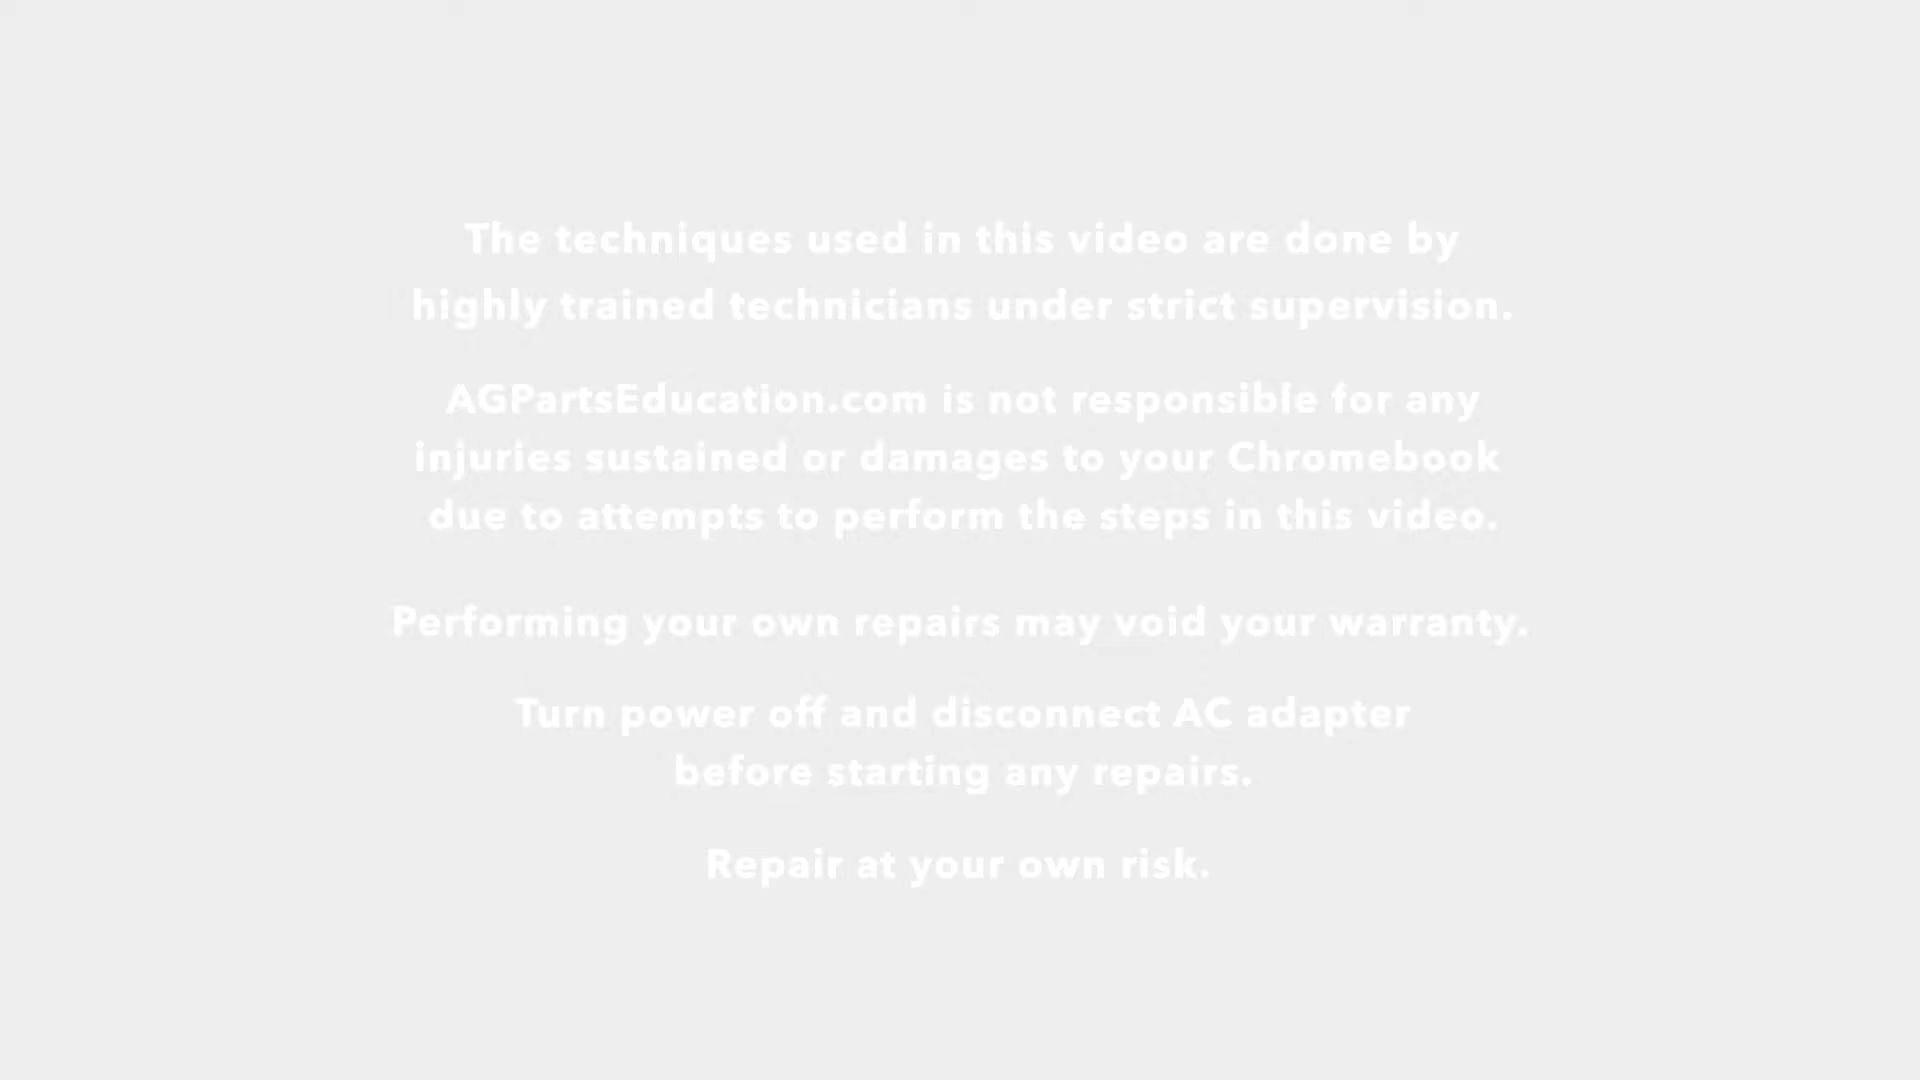 The techniques used in this video are done by
highly trained technicians under strict supervision.
AGPartsEducation.com is not responsible for any
injuries sustained or damages to your Chromebook
due to attempts to perform the steps in this video.
Performing your own repairs may void your warranty.
Turn power off and disconnect AC adapter
before starting any repairs.
Repair at your own risk.